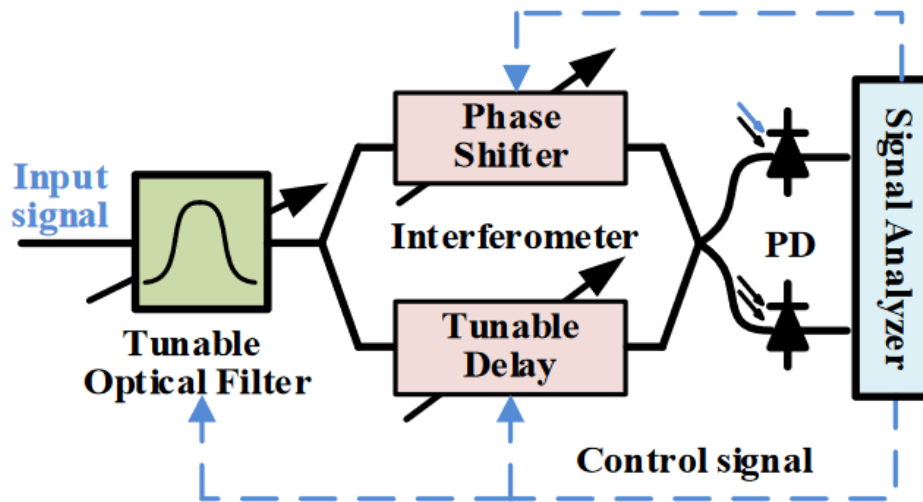 Input
signal
Tunable
Optical Filter
Phase
Shifter
Interferometer
Tunable
Delay
PD
Signal Analyzer
Control signal